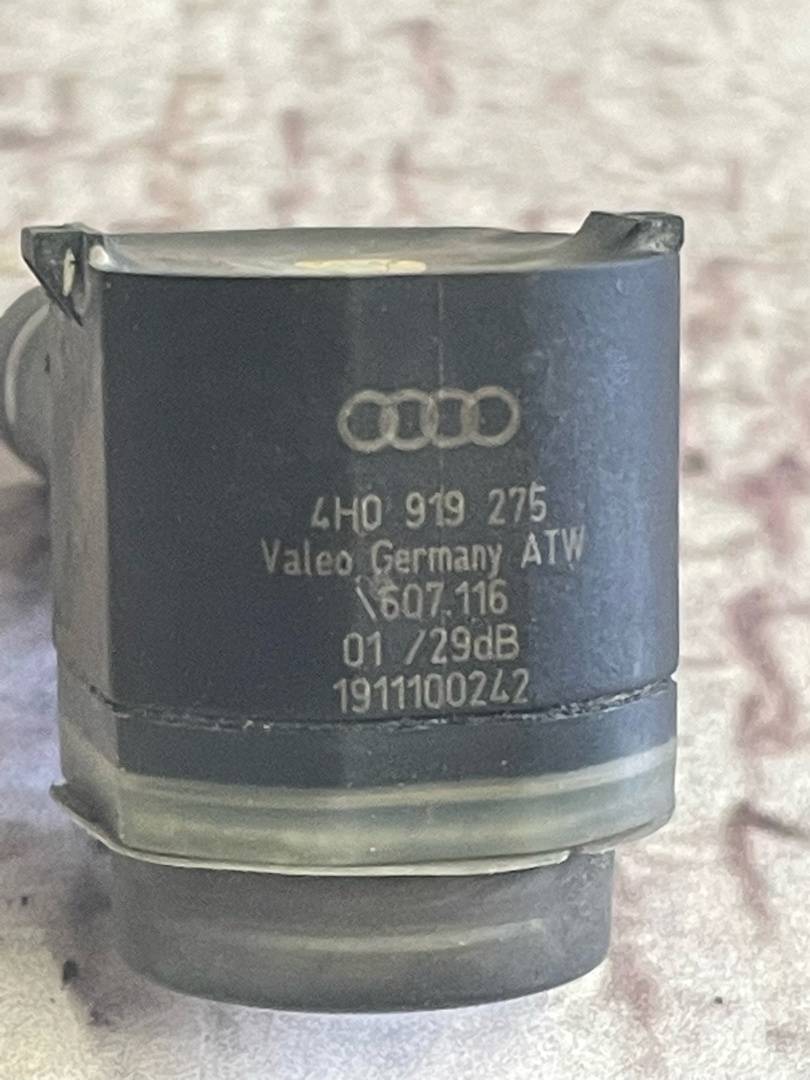 4H0 919 275
Valeo Germany ATW
\607.116
01 /29dB
1911100242